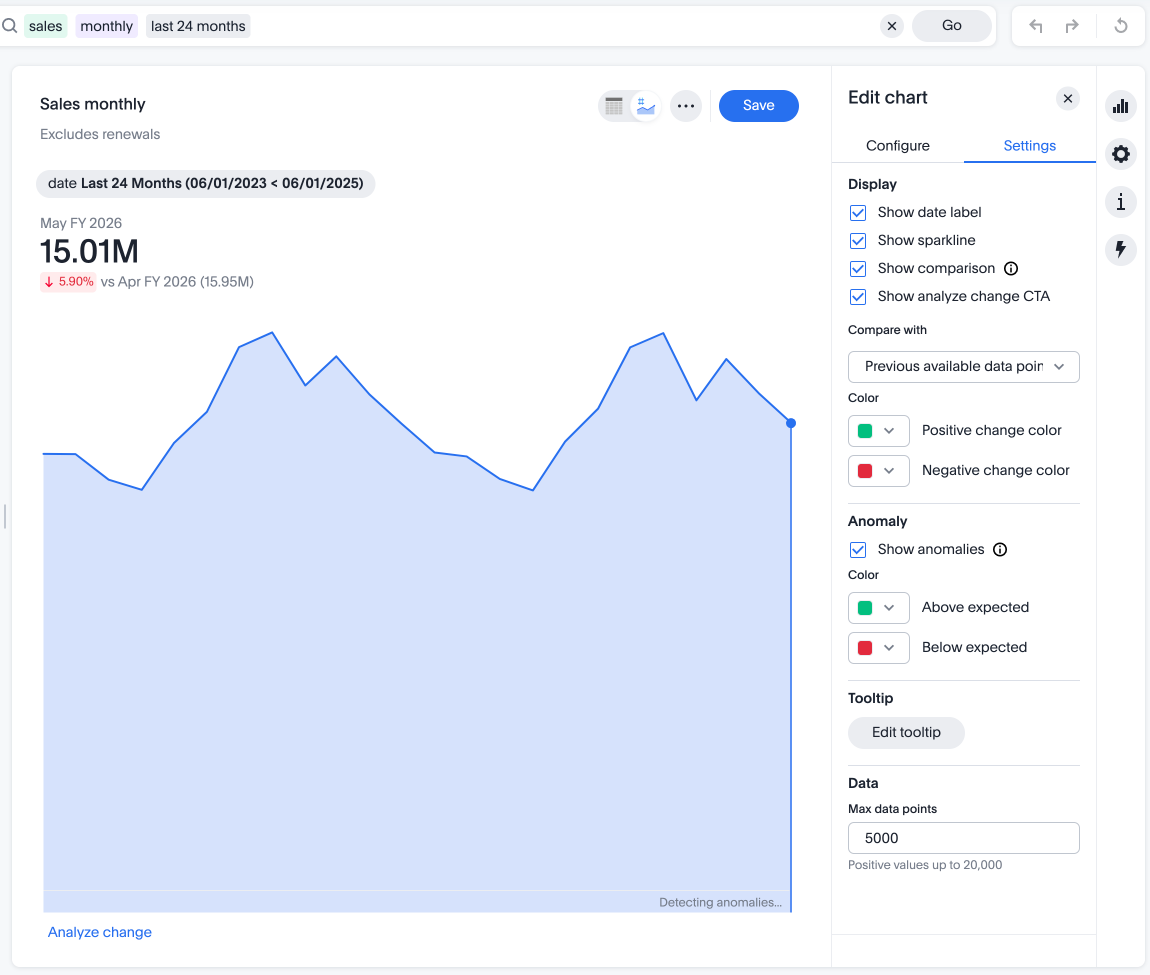 sales monthly last 24 months
Go
Sales monthly
Save
Excludes renewals
date Last 24 Months (06/01/2023 < 06/01/2025)
May FY 2026
15.01M
5.90% vs Apr FY 2026 (15.95M)
Detecting anomalies...
Analyze change
Edit chart
Configure Settings
Display
Show date label
Show sparkline
Show comparison
Show analyze change CTA
Compare with
Previous available data poin
Color
Positive change color
Negative change color
Anomaly
Show anomalies
Color
Above expected
Below expected
Tooltip
Edit tooltip
Data
Max data points
5000
Positive values up to 20,000